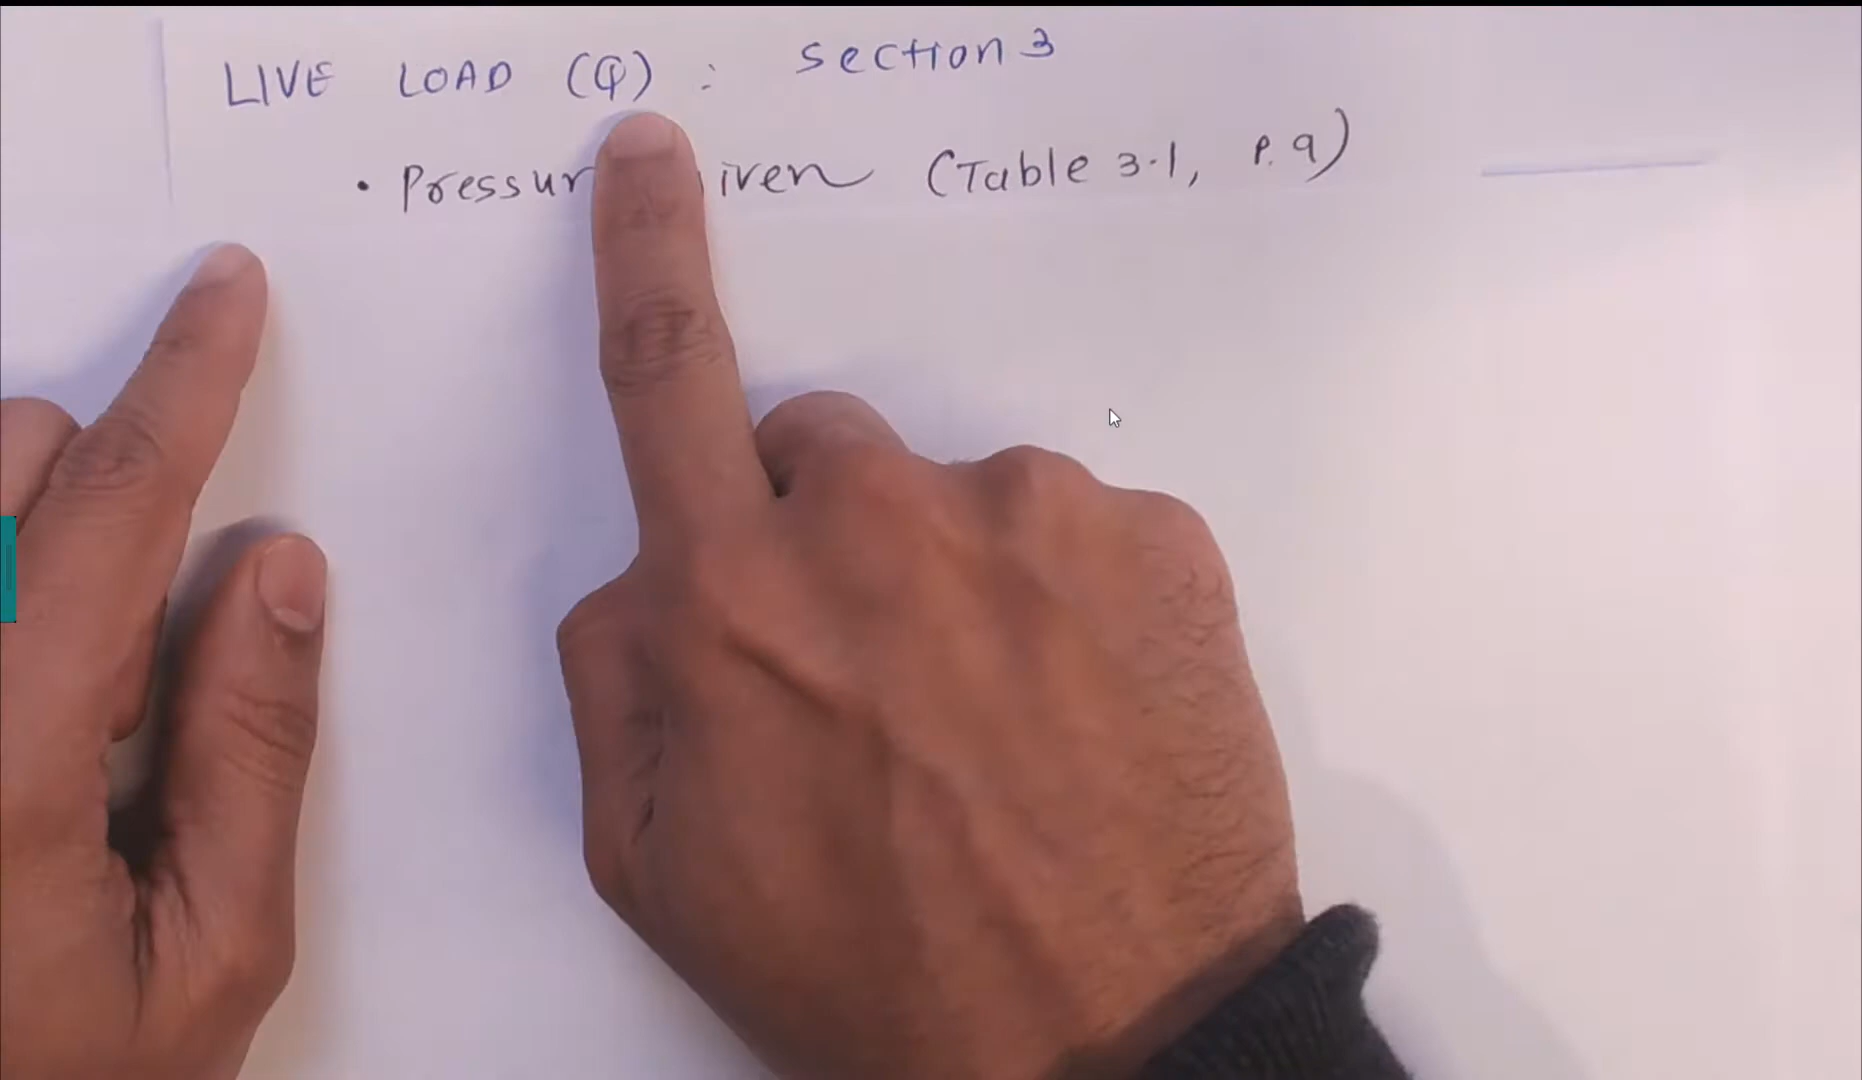 LIVE LOAD (Q) : Section 3
• Pressur iven (Table 3.1, P. 9)